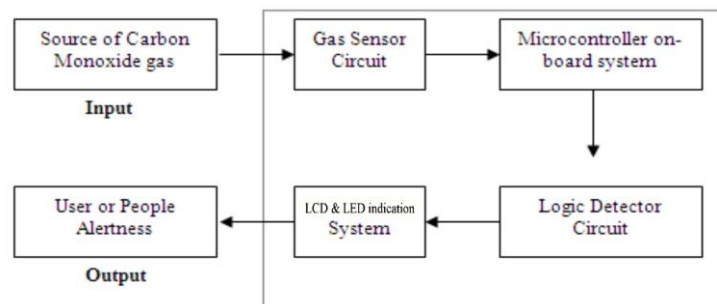 Source of Carbon
Monoxide gas
Input
Gas Sensor
Circuit
Microcontroller on-
board system
User or People
Alertness
Output
LCD & LED indication
System
Logic Detector
Circuit